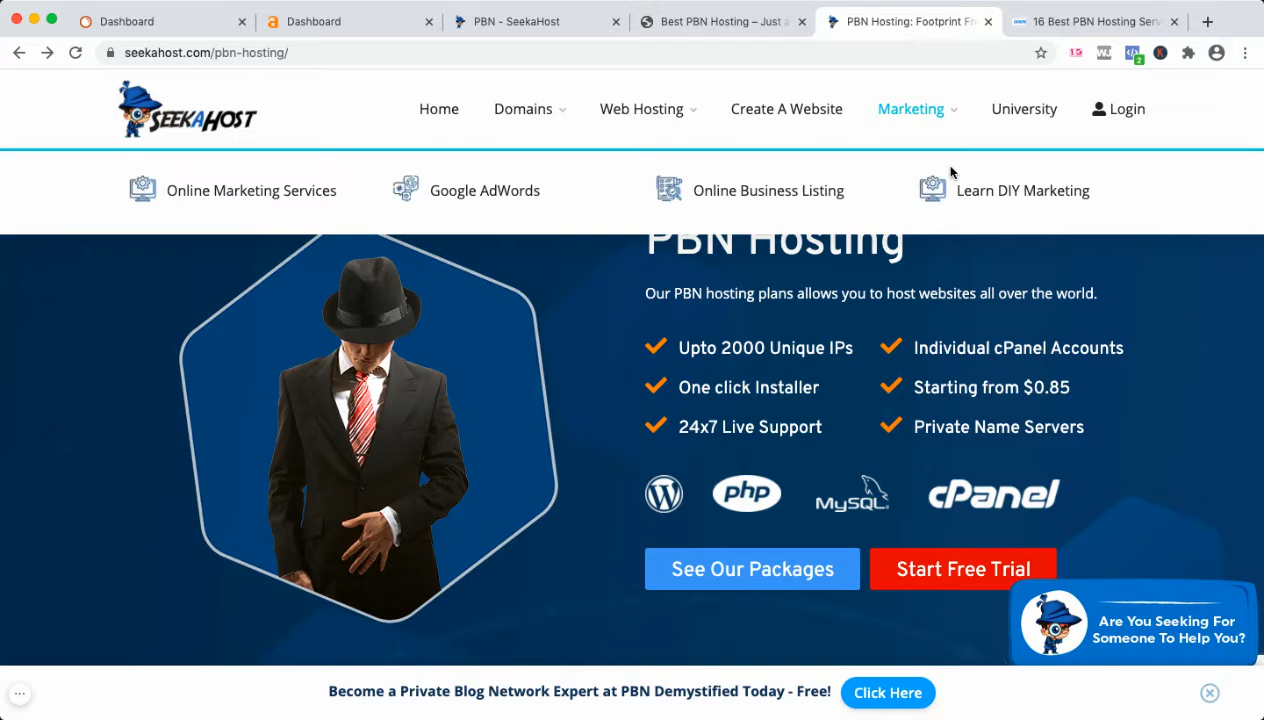 Dashboard
Dashboard
PBN - SeekaHost
Best PBN Hosting – Just a
PBN Hosting: Footprint Fr
16 Best PBN Hosting Serv
seekahost.com/pbn-hosting/
2
SEEKAHOST
Home
Domains
Web Hosting
Create A Website
Marketing
University
Login
Online Marketing Services
Google AdWords
Online Business Listing
Learn DIY Marketing
PBN Hosting
Our PBN hosting plans allows you to host websites all over the world.
Upto 2000 Unique IPs
Individual cPanel Accounts
One click Installer
Starting from $0.85
24x7 Live Support
Private Name Servers
php
MySQL
cPanel
See Our Packages
Start Free Trial
Are You Seeking For
Someone To Help You?
Become a Private Blog Network Expert at PBN Demystified Today - Free!
Click Here